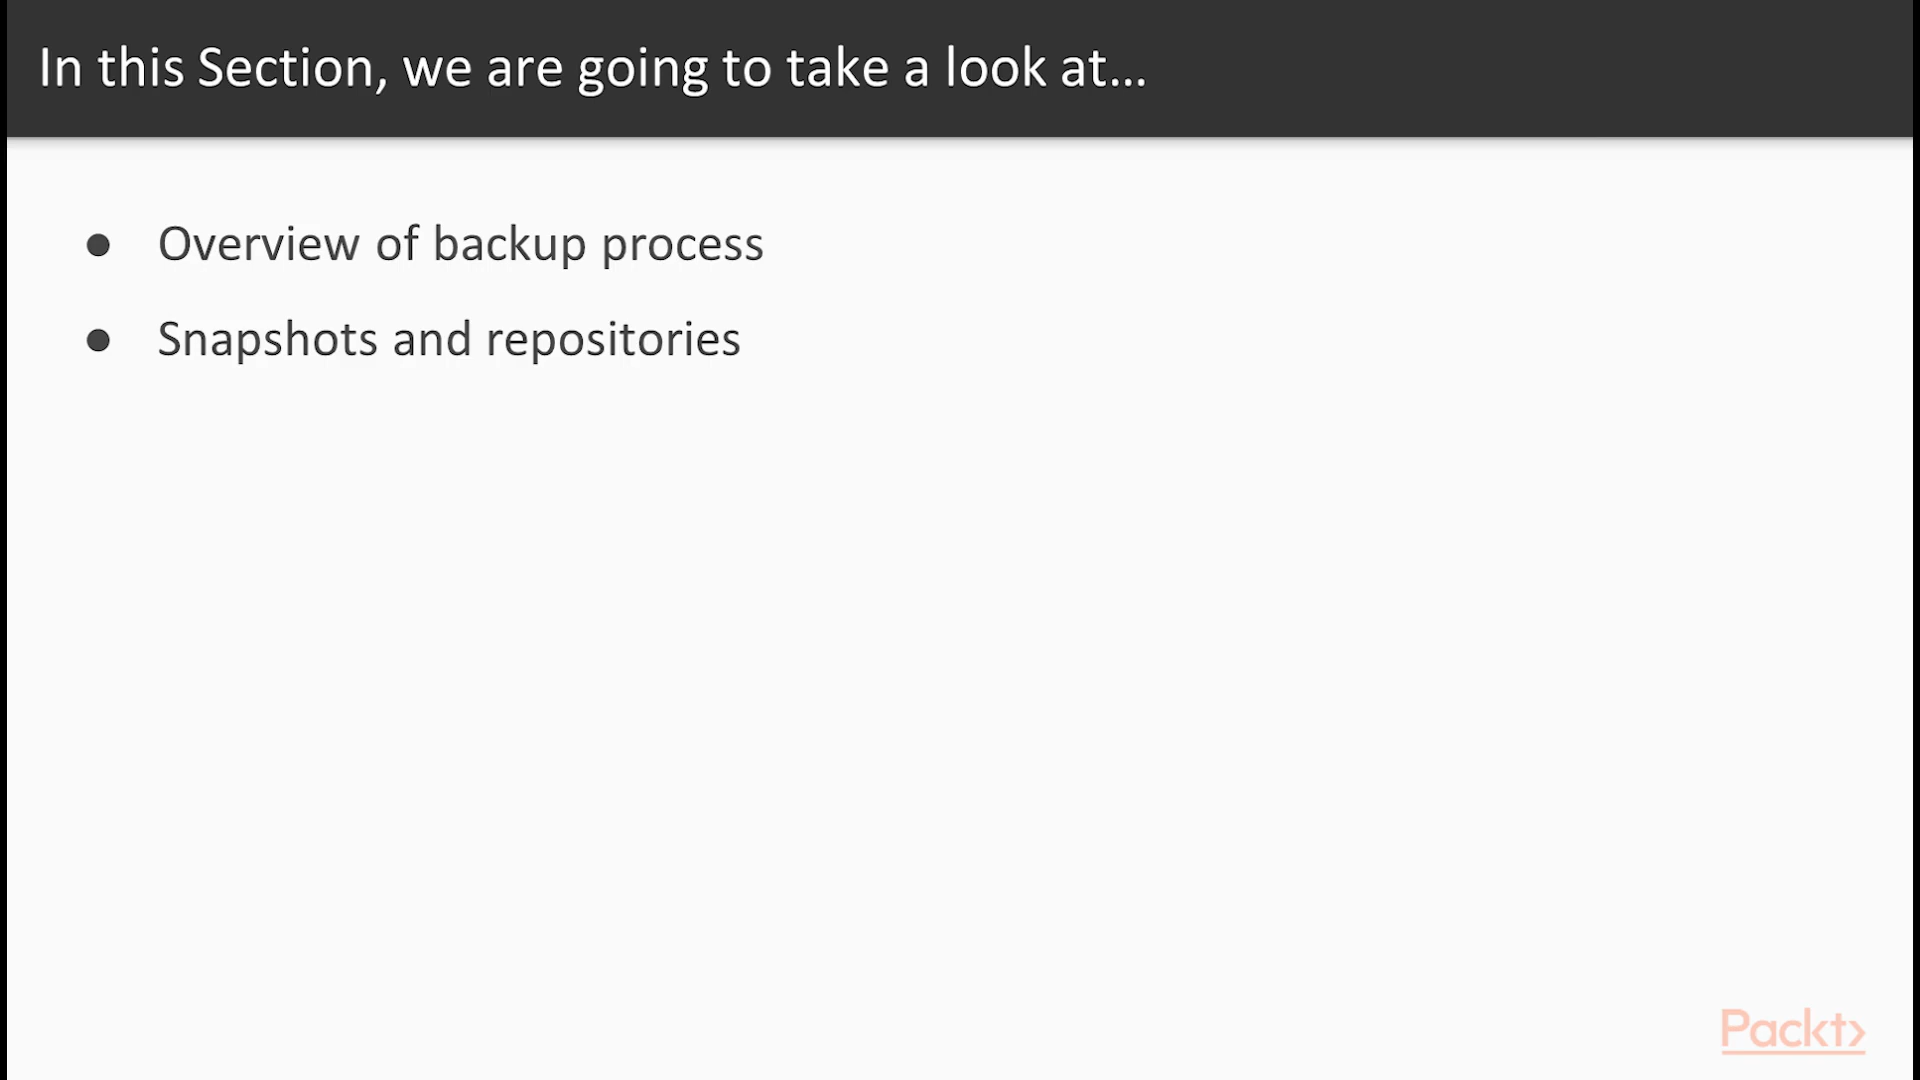 In this Section, we are going to take a look at...
● Overview of backup process
● Snapshots and repositories
Packt>